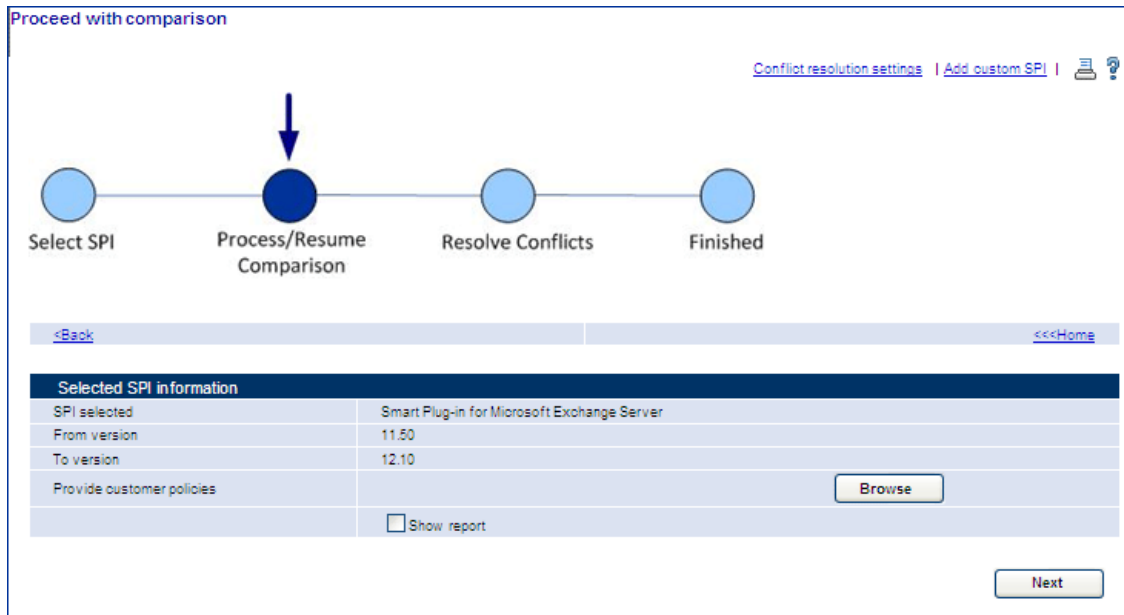 Proceed with comparison
Conflict resolution settings | Add custom SPI |
Select SPI
Process/Resume
Comparison
Resolve Conflicts
Finished
<Back
<<<Home
Selected SPI information
SPI selected Smart Plug-in for Microsoft Exchange Server
From version 11.50
To version 12.10
Provide customer policies Browse
Show report
Next